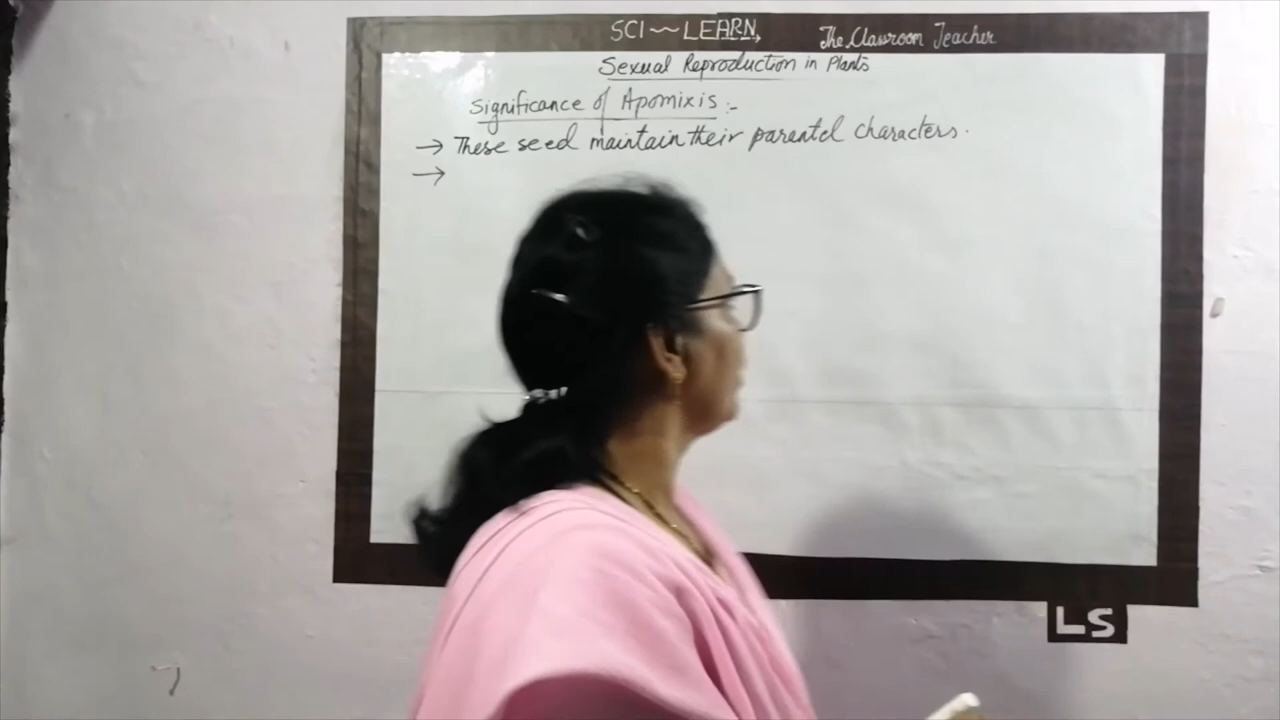 SCI~LEARN The Classroom Teacher
Sexual Reproduction in Plants
Significance of Apomixis :-
→ These seed maintain their parental characters.
→
LS